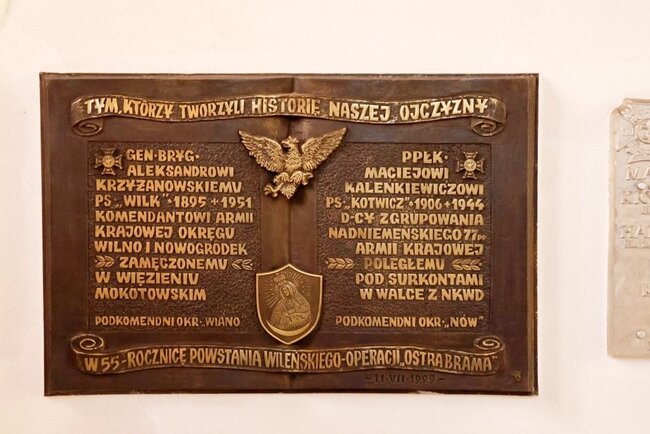 TYM, KTÓRZY TWORZYLI HISTORIĘ NASZEJ OJCZYZNY
GEN·BRYG·
ALEKSANDROWI
KRZYŻANOWSKIEMU
PS·„WILK”·1895+1951
KOMENDANTOWI ARMII
KRAJOWEJ OKRĘGU
WILNO I NOWOGRÓDEK
ZAMĘCZONEMU
W WIĘZIENIU
MOKOTOWSKIM
PODKOMENDNI OKR·„WIANO”
PPŁK·
MACIEJOWI
KALENKIEWICZOWI
PS·„KOTWICZ”·1906+1944
D-CY ZGRUPOWANIA
NADNIEMEŃSKIEGO 77pp
ARMII KRAJOWEJ
POLEGŁEMU
POD SURKONTAMI
W WALCE Z NKWD
PODKOMENDNI OKR·„NÓW”
W 55-ROCZNICĘ POWSTANIA WILEŃSKIEGO-OPERACJI „OSTRA BRAMA”
-11·VII·1999-